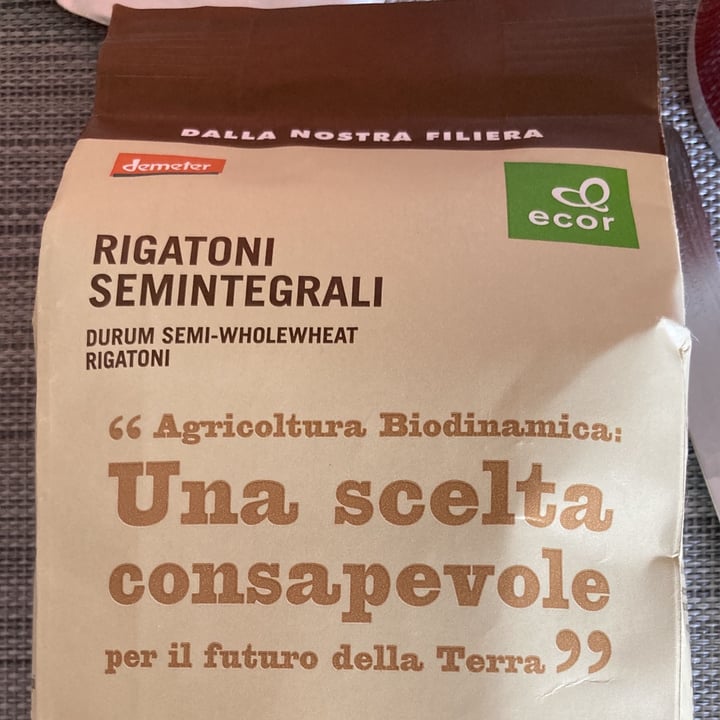 DALLA NOSTRA FILIERA
demeter
ecor
RIGATONI
SEMINTEGRALI
DURUM SEMI-WHOLEWHEAT
RIGATONI
“ Agricoltura Biodinamica:
Una scelta
consapevole
per il futuro della Terra ”